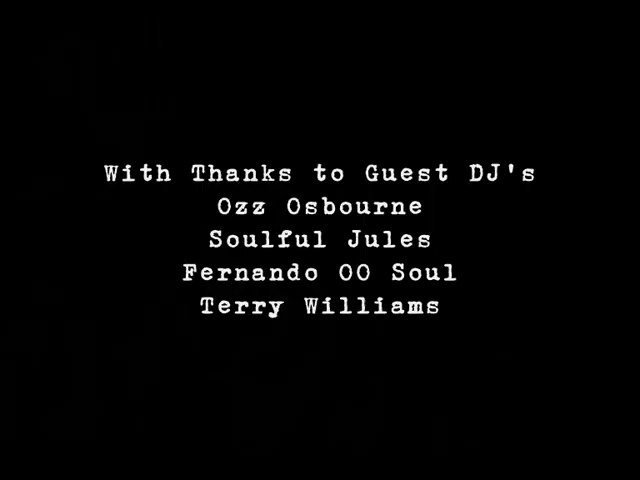 With Thanks to Guest DJ's
Ozz Osbourne
Soulful Jules
Fernando OO Soul
Terry Williams